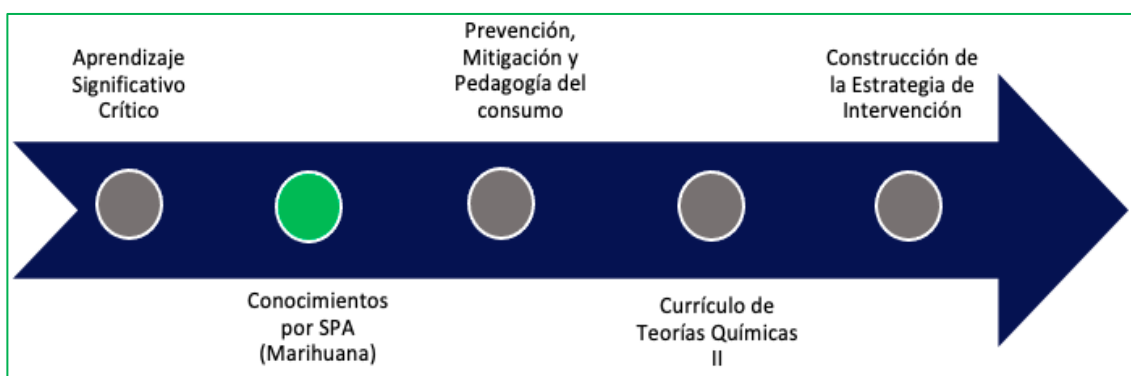 Aprendizaje
Significativo
Crítico
Conocimientos
por SPA
(Marihuana)
Prevención,
Mitigación y
Pedagogía del
consumo
Currículo de
Teorías Químicas
II
Construcción de
la Estrategia de
Intervención